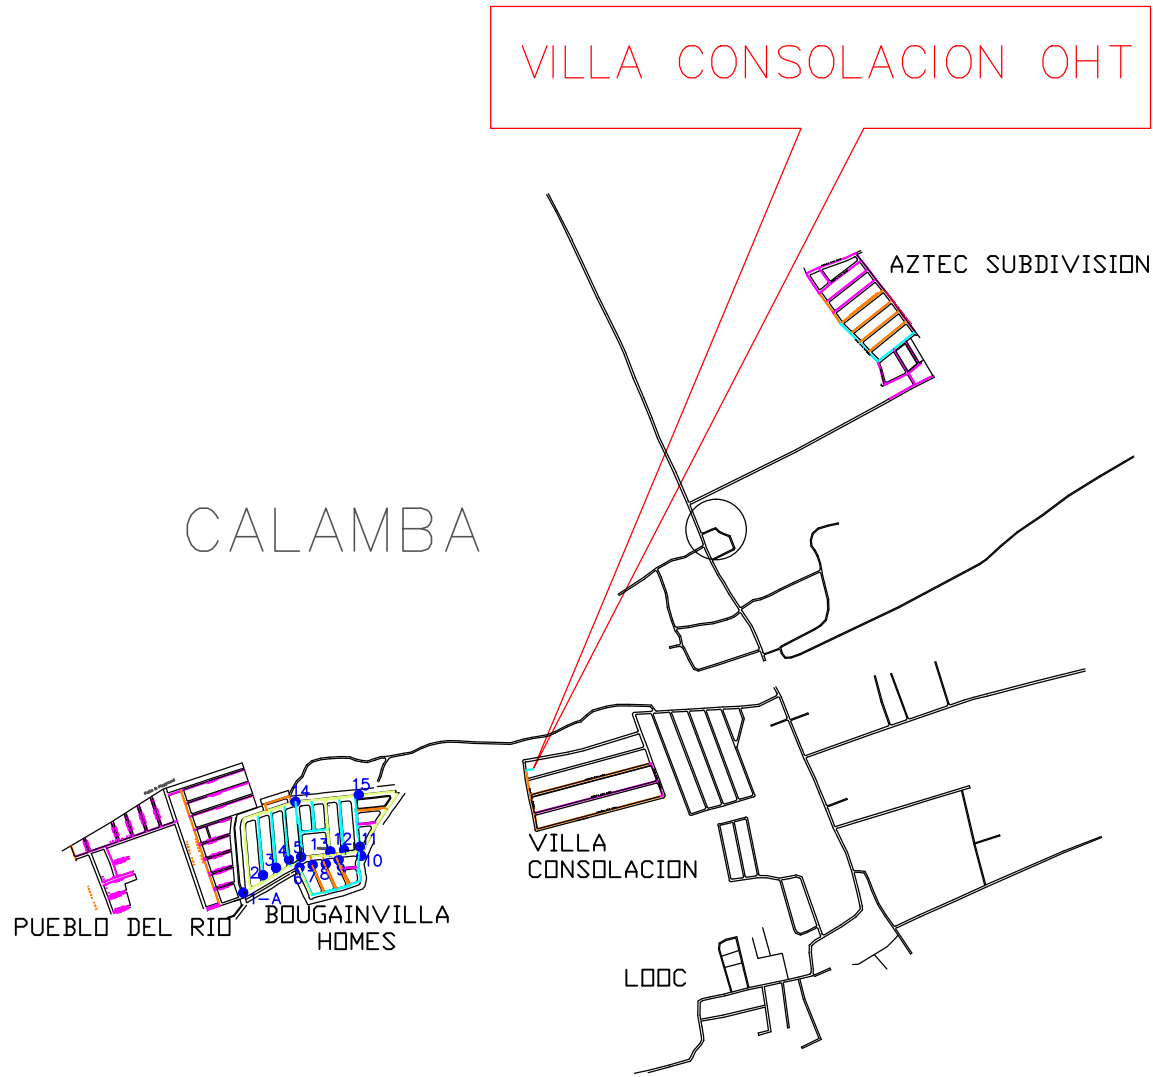 VILLA CONSOLACION OHT
AZTEC SUBDIVISION
CALAMBA
14
15
VILLA
CONSOLACION
13
12
11
10
9
8
7
6
5
4
3
2
1-A
PUEBLO DEL RIO
BOUGAINVILLA
HOMES
LOOC